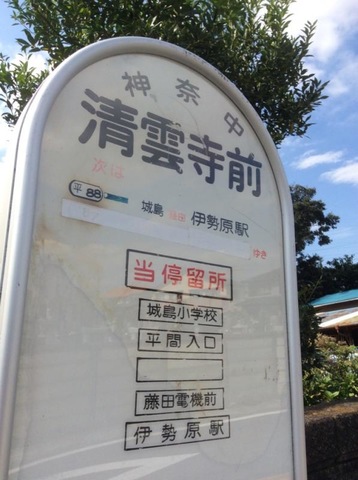 神奈中
清雲寺前
次は
平88
城島 経由 伊勢原駅
ゆき
当停留所
城島小学校
平間入口
藤田電機前
伊勢原駅